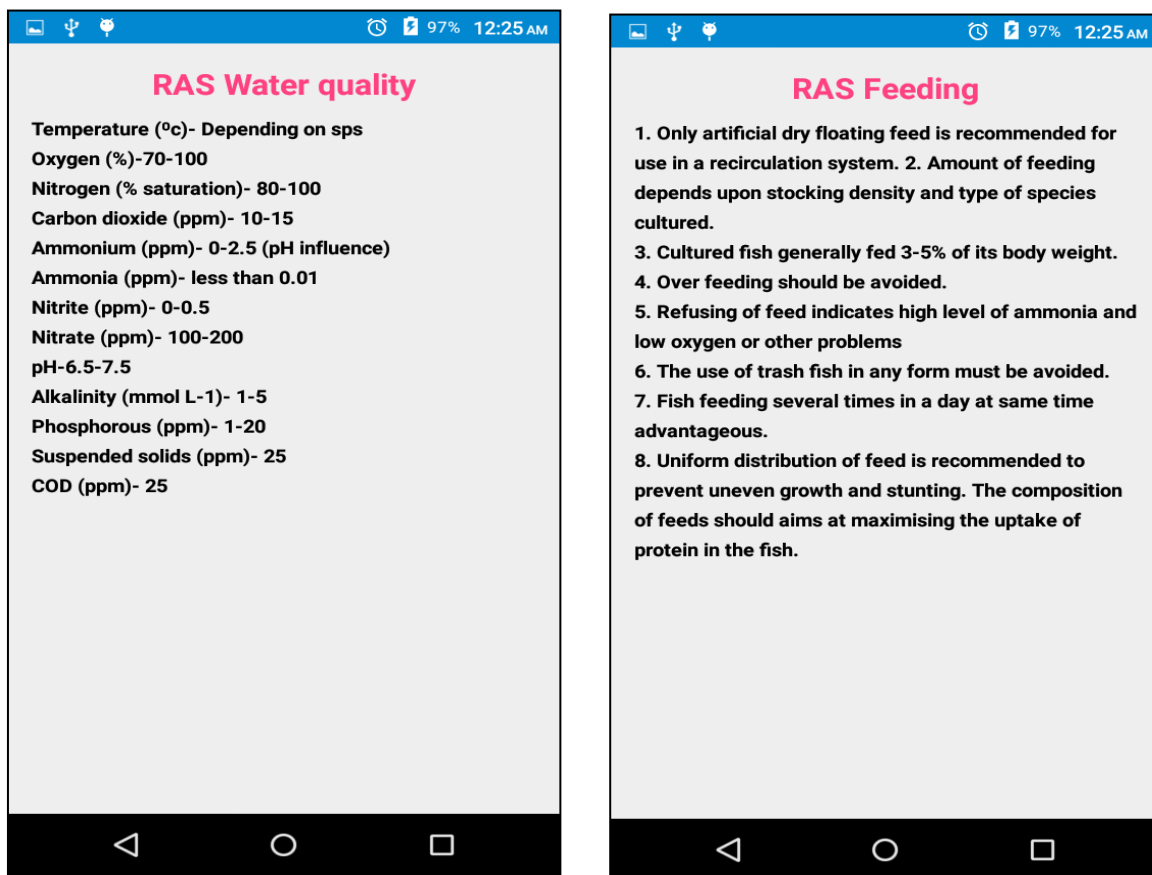 97% 12:25 AM
RAS Water quality
Temperature (ºc)- Depending on sps
Oxygen (%)-70-100
Nitrogen (% saturation)- 80-100
Carbon dioxide (ppm)- 10-15
Ammonium (ppm)- 0-2.5 (pH influence)
Ammonia (ppm)- less than 0.01
Nitrite (ppm)- 0-0.5
Nitrate (ppm)- 100-200
pH-6.5-7.5
Alkalinity (mmol L-1)- 1-5
Phosphorous (ppm)- 1-20
Suspended solids (ppm)- 25
COD (ppm)- 25
97% 12:25 AM
RAS Feeding
1. Only artificial dry floating feed is recommended for
use in a recirculation system. 2. Amount of feeding
depends upon stocking density and type of species
cultured.
3. Cultured fish generally fed 3-5% of its body weight.
4. Over feeding should be avoided.
5. Refusing of feed indicates high level of ammonia and
low oxygen or other problems
6. The use of trash fish in any form must be avoided.
7. Fish feeding several times in a day at same time
advantageous.
8. Uniform distribution of feed is recommended to
prevent uneven growth and stunting. The composition
of feeds should aims at maximising the uptake of
protein in the fish.